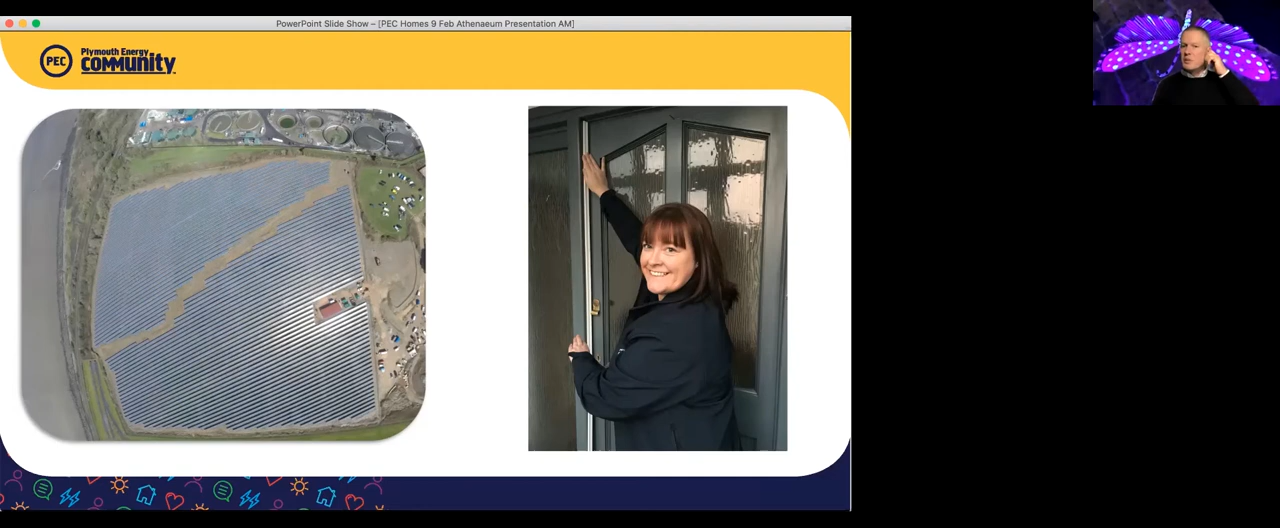 PowerPoint Slide Show – [PEC Homes 9 Feb Athenaeum Presentation AM]
PEC
Plymouth Energy
community